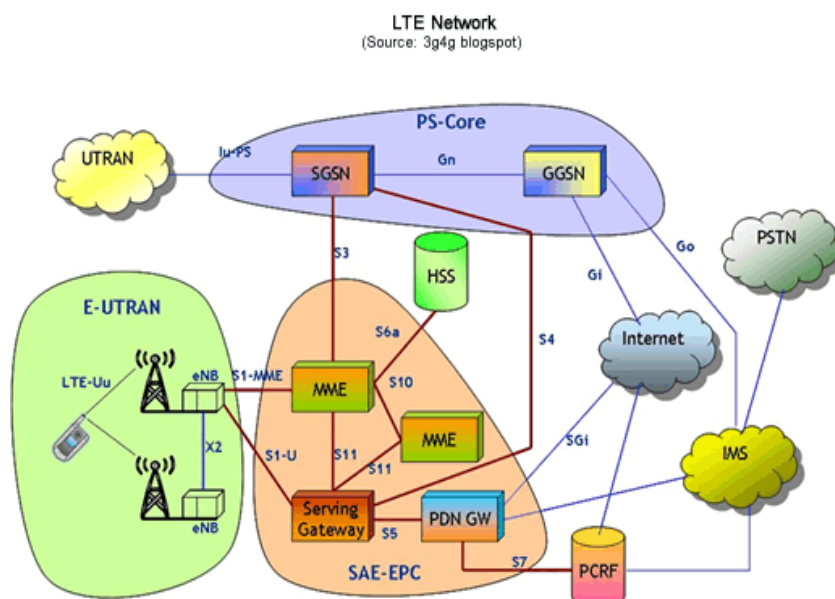 LTE Network
(Source: 3g4g blogspot)
PS-Core
UTRAN
Iu-PS
SGSN
Gn
GGSN
PSTN
Go
S3
HSS
Gi
E-UTRAN
Internet
S6a
S4
LTE-Uu
eNB
S1-MME
MME
S10
MME
X2
S1-U
S11
S11
SGi
IMS
Serving
Gateway
PDN GW
S5
eNB
S7
PCRF
SAE-EPC